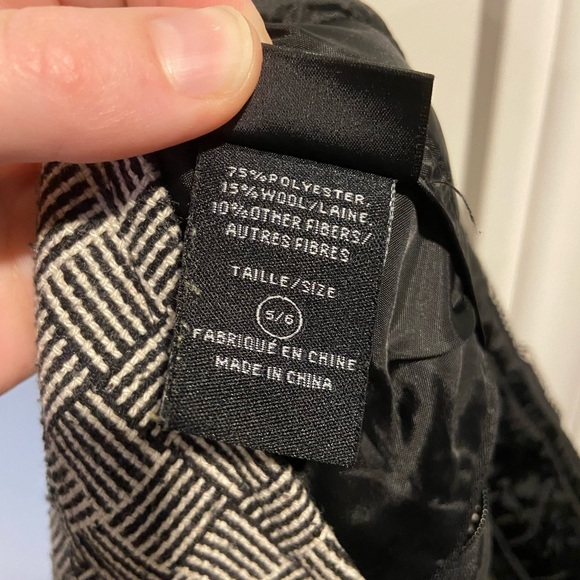 75% POLYESTER.
15% WOOL/LAINE.
10% OTHER FIBERS/
AUTRES FIBRES
TAILLE/SIZE
5/6
FABRIQUÉ EN CHINE
MADE IN CHINA